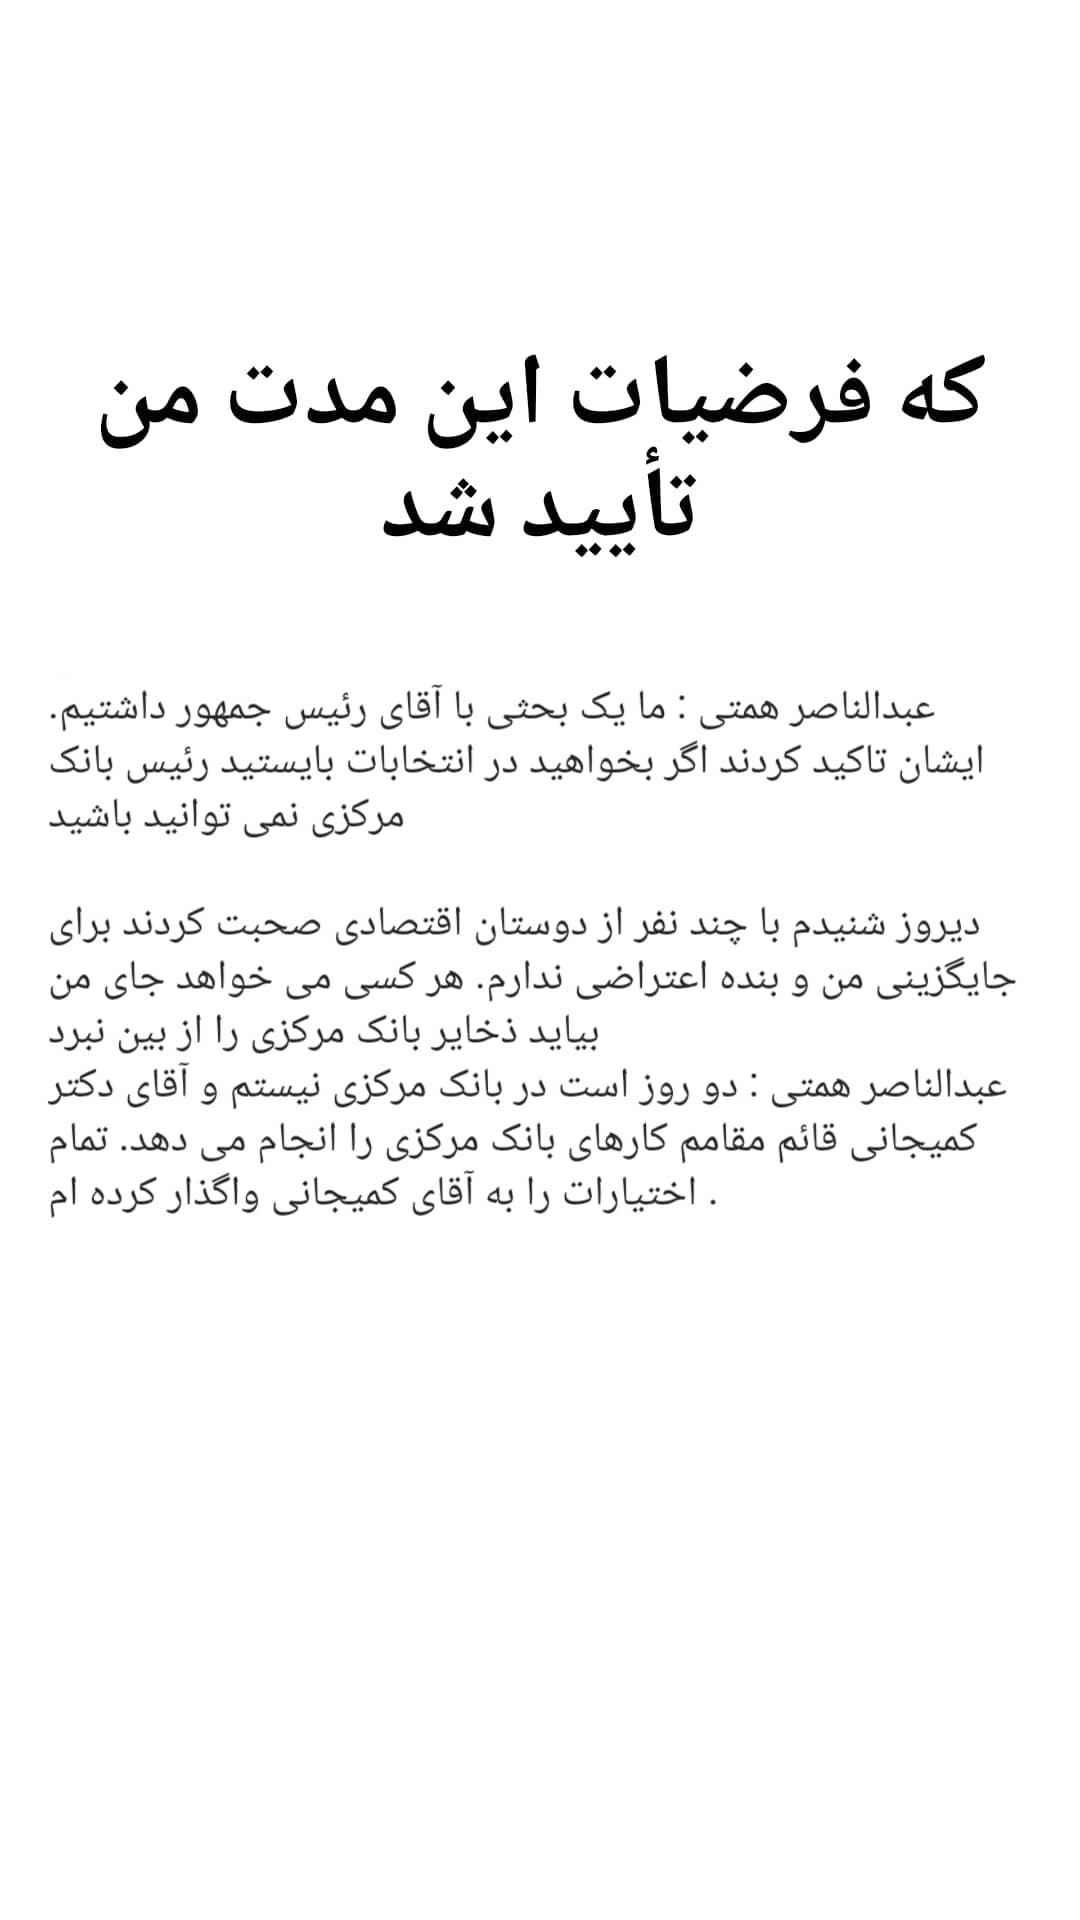 که فرضیات این مدت من
تأیید شد
عبدالناصر همتی : ما یک بحثی با آقای رئیس جمهور داشتیم.
ایشان تاکید کردند اگر بخواهید در انتخابات بایستید رئیس بانک
مرکزی نمی توانید باشید
دیروز شنیدم با چند نفر از دوستان اقتصادی صحبت کردند برای
جایگزینی من و بنده اعتراضی ندارم. هر کسی می خواهد جای من
بیاید ذخایر بانک مرکزی را از بین نبرد
عبدالناصر همتی : دو روز است در بانک مرکزی نیستم و آقای دکتر
کمیجانی قائم مقامم کارهای بانک مرکزی را انجام می دهد. تمام
اختیارات را به آقای کمیجانی واگذار کرده ام .